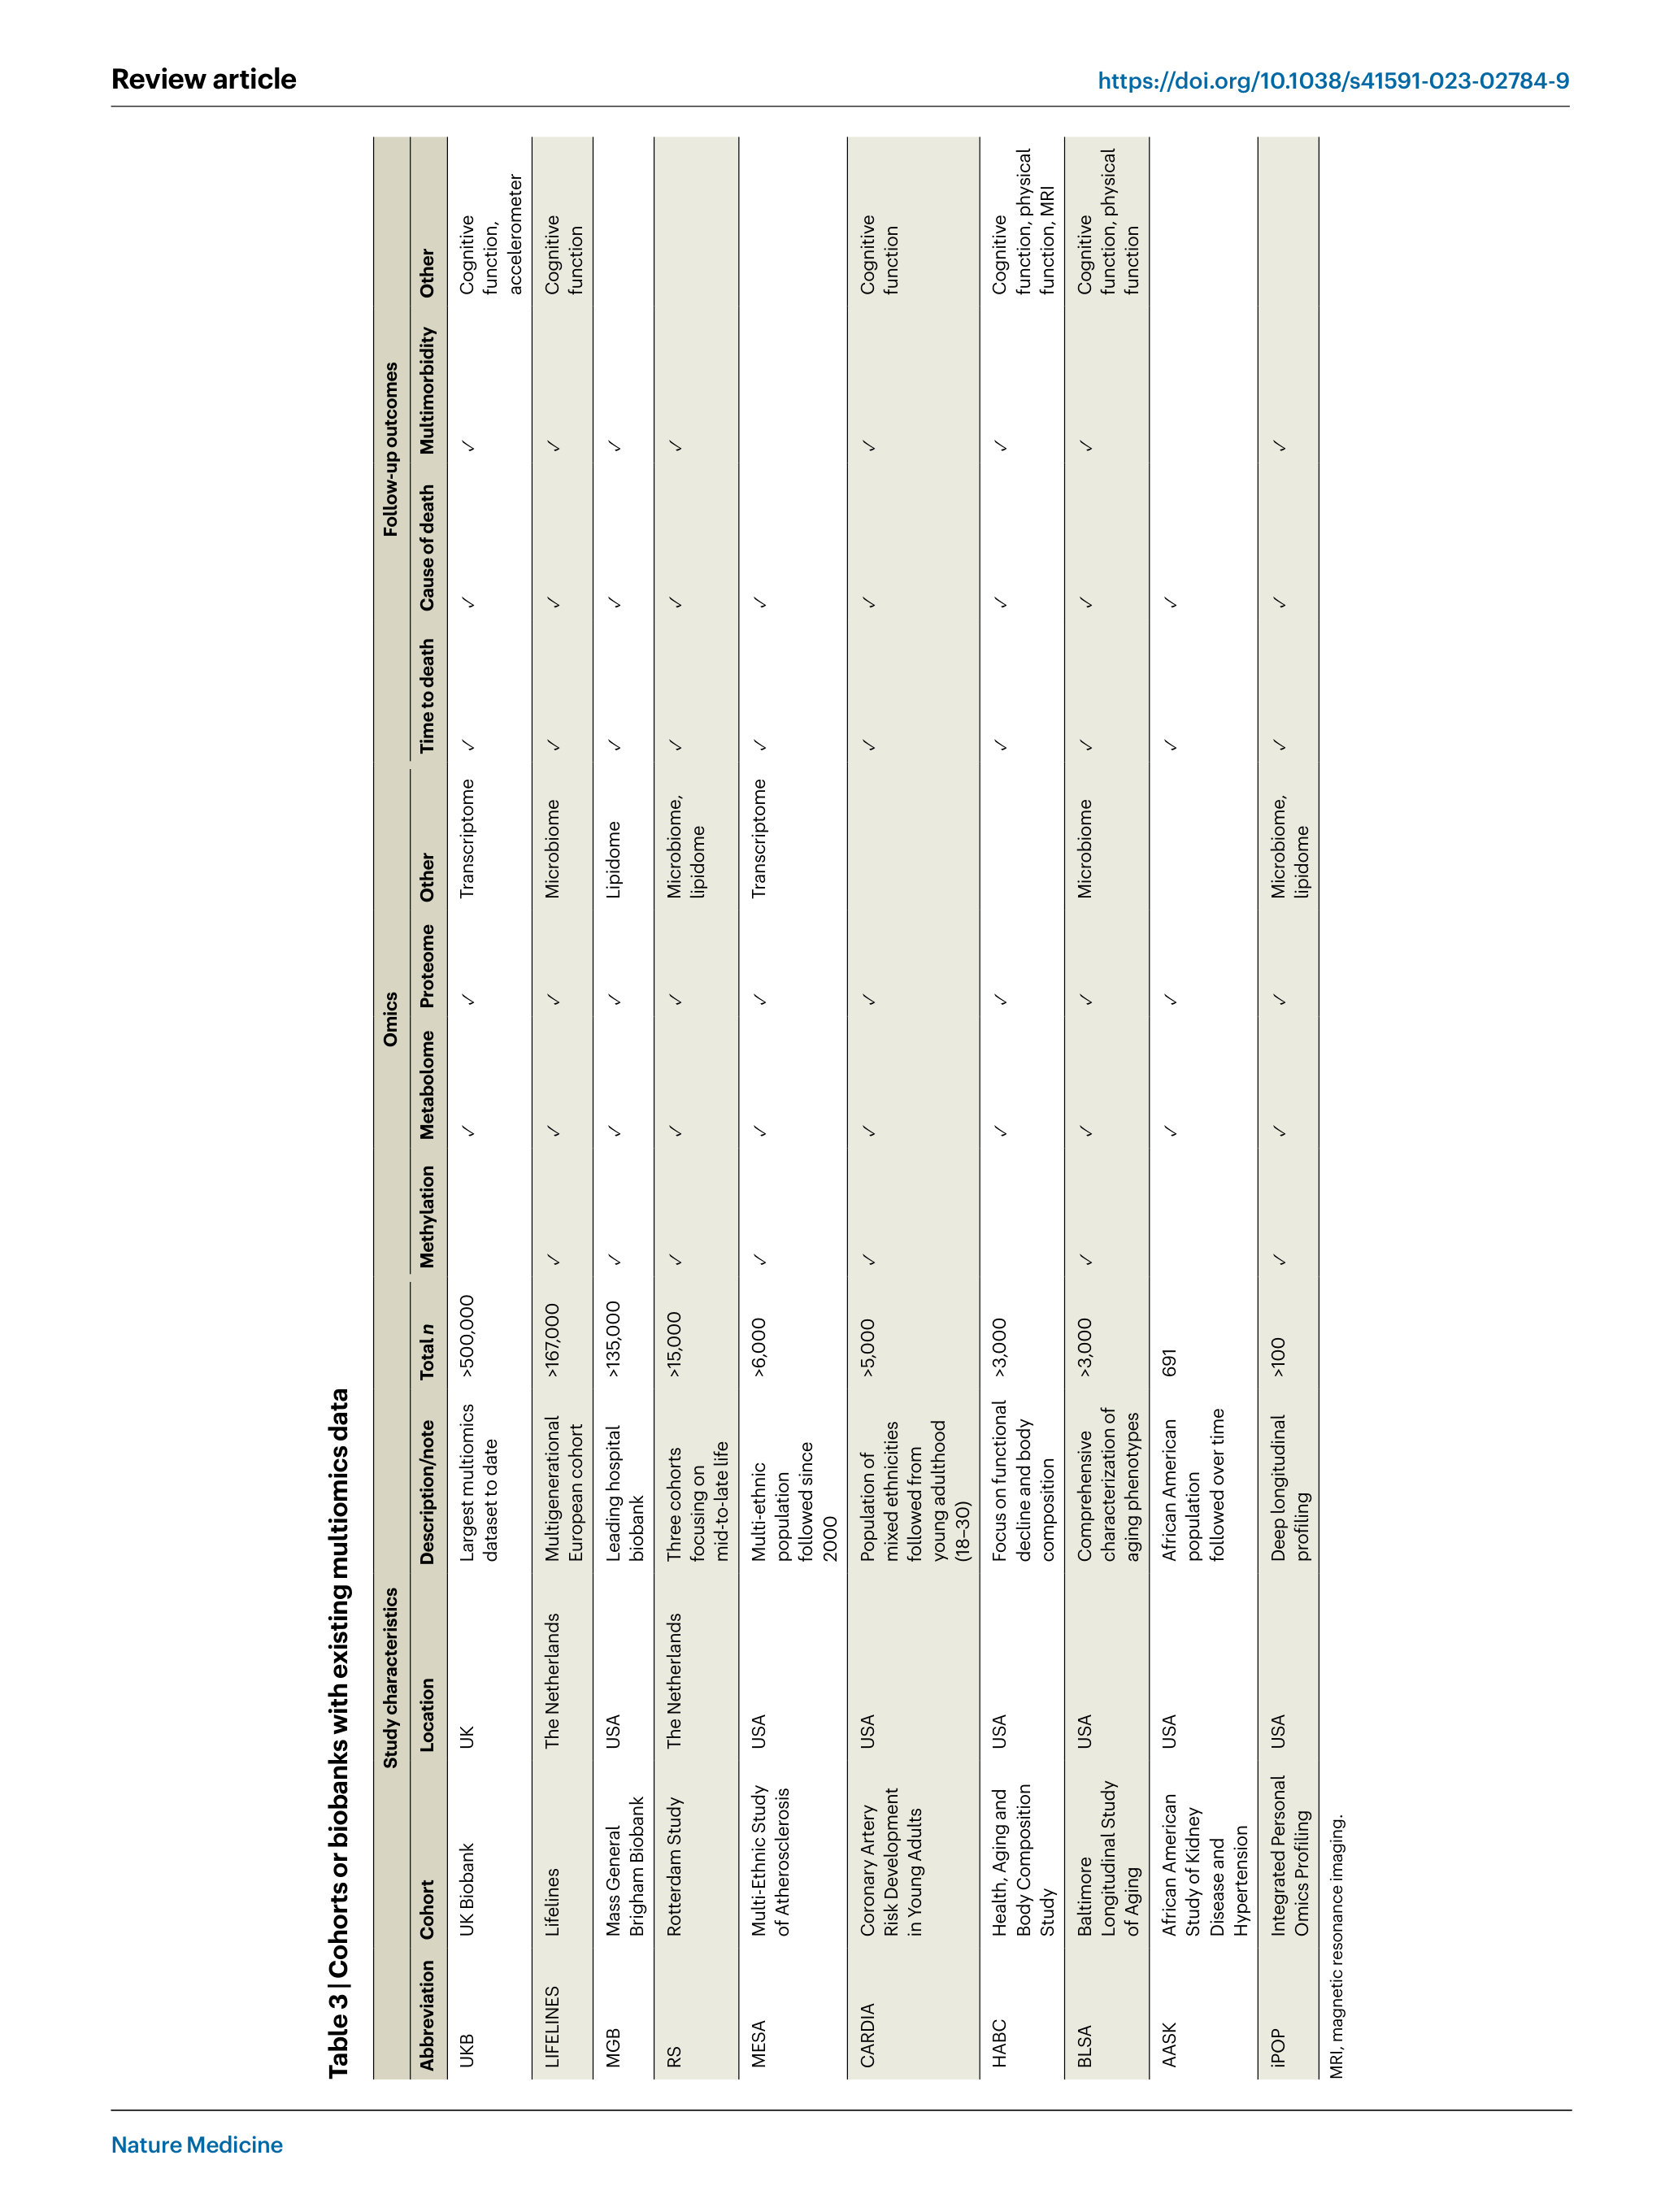 Review article
https://doi.org/10.1038/s41591-023-02784-9
Table 3 | Cohorts or biobanks with existing multiomics data
Study characteristics Omics Follow-up outcomes
Abbreviation Cohort Location Description/note Total n Methylation Metabolome Proteome Other Time to death Cause of death Multimorbidity Other
UKB UK Biobank UK Largest multiomics >500,000 ✓ ✓ Transcriptome ✓ ✓ ✓ Cognitive
dataset to date function,
accelerometer
LIFELINES Lifelines The Netherlands Multigenerational >167,000 ✓ ✓ ✓ Microbiome ✓ ✓ ✓ Cognitive
European cohort function
MGB Mass General USA Leading hospital >135,000 ✓ ✓ ✓ Lipidome ✓ ✓ ✓
Brigham Biobank biobank
RS Rotterdam Study The Netherlands Three cohorts >15,000 ✓ ✓ ✓ Microbiome, ✓ ✓ ✓
focusing on lipidome
mid-to-late life
MESA Multi-Ethnic Study USA Multi-ethnic >6,000 ✓ ✓ ✓ Transcriptome ✓ ✓
of Atherosclerosis population
followed since
2000
CARDIA Coronary Artery USA Population of >5,000 ✓ ✓ ✓ ✓ ✓ ✓ Cognitive
Risk Development mixed ethnicities function
in Young Adults followed from
young adulthood
(18–30)
HABC Health, Aging and USA Focus on functional >3,000 ✓ ✓ ✓ ✓ ✓ Cognitive
Body Composition decline and body function, physical
Study composition function, MRI
BLSA Baltimore USA Comprehensive >3,000 ✓ ✓ ✓ Microbiome ✓ ✓ ✓ Cognitive
Longitudinal Study characterization of function, physical
of Aging aging phenotypes function
AASK African American USA African American 691 ✓ ✓ ✓ ✓
Study of Kidney population
Disease and followed over time
Hypertension
iPOP Integrated Personal USA Deep longitudinal >100 ✓ ✓ ✓ Microbiome, ✓ ✓ ✓
Omics Profiling profiling lipidome
MRI, magnetic resonance imaging.
Nature Medicine